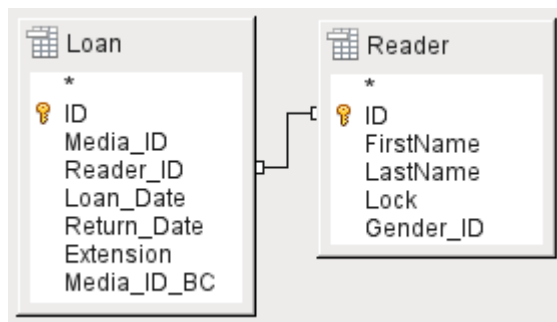 Loan
*
ID
Media_ID
Reader_ID
Loan_Date
Return_Date
Extension
Media_ID_BC
Reader
*
ID
FirstName
LastName
Lock
Gender_ID